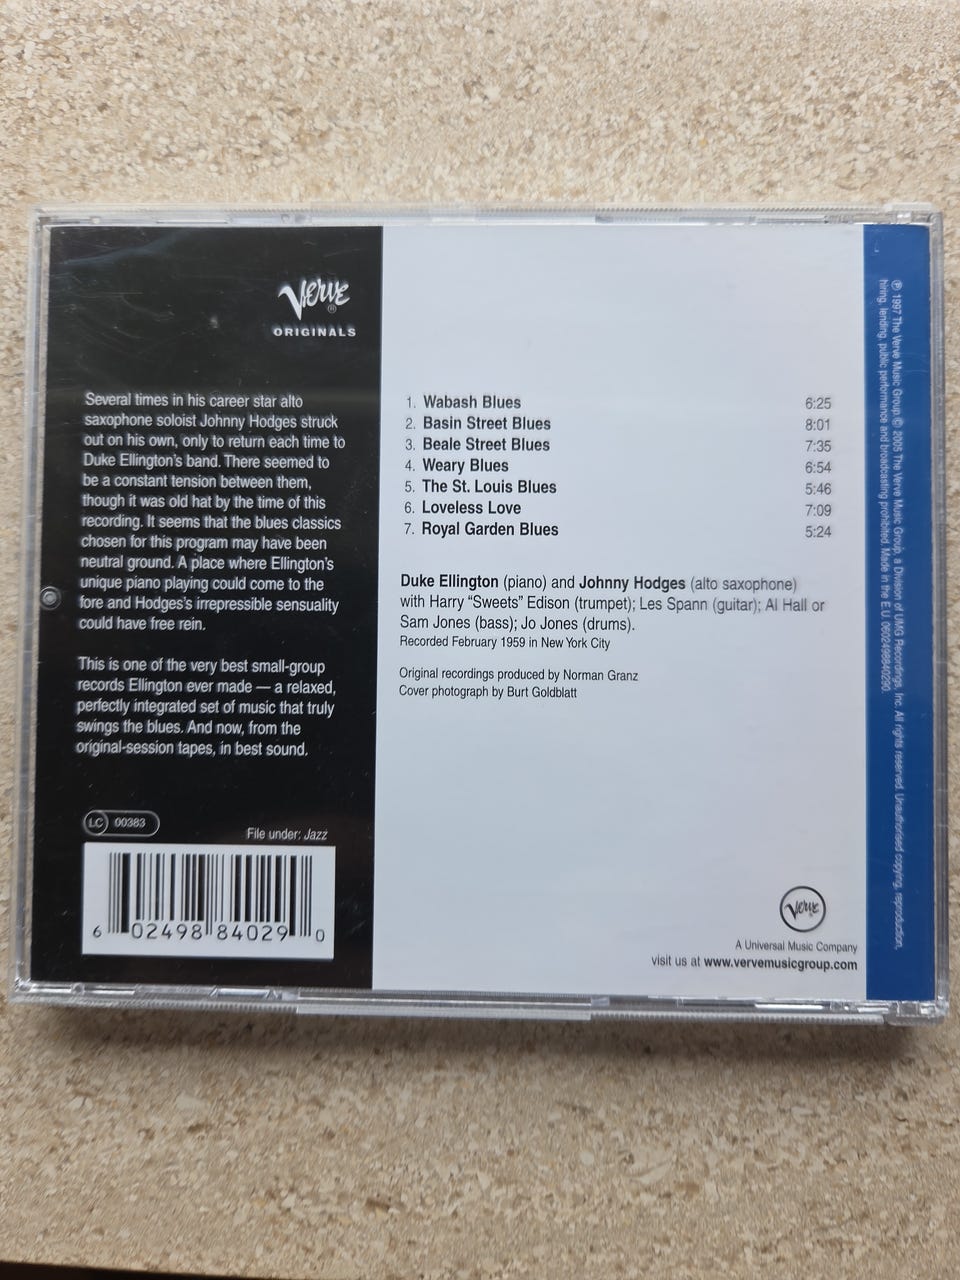 Verve®
ORIGINALS
Several times in his career star alto
saxophone soloist Johnny Hodges struck
out on his own, only to return each time to
Duke Ellington's band. There seemed to
be a constant tension between them,
though it was old hat by the time of this
recording. It seems that the blues classics
chosen for this program may have been
neutral ground. A place where Ellington's
unique piano playing could come to the
fore and Hodges's irrepressible sensuality
could have free rein.
This is one of the very best small-group
records Ellington ever made — a relaxed,
perfectly integrated set of music that truly
swings the blues. And now, from the
original-session tapes, in best sound.
LC 00383
File under: Jazz
6 02498 84029 0
1. Wabash Blues 6:25
2. Basin Street Blues 8:01
3. Beale Street Blues 7:35
4. Weary Blues 6:54
5. The St. Louis Blues 5:46
6. Loveless Love 7:09
7. Royal Garden Blues 5:24
Duke Ellington (piano) and Johnny Hodges (alto saxophone)
with Harry "Sweets" Edison (trumpet); Les Spann (guitar); Al Hall or
Sam Jones (bass); Jo Jones (drums).
Recorded February 1959 in New York City
Original recordings produced by Norman Granz
Cover photograph by Burt Goldblatt
Verve
A Universal Music Company
visit us at www.vervemusicgroup.com
℗ 1997 The Verve Music Group © 2005 The Verve Music Group, a Division of UMG Recordings, Inc. All rights reserved. Unauthorised copying, reproduction,
hiring, lending, public performance and broadcasting prohibited. Made in the E.U. 0602498840290.